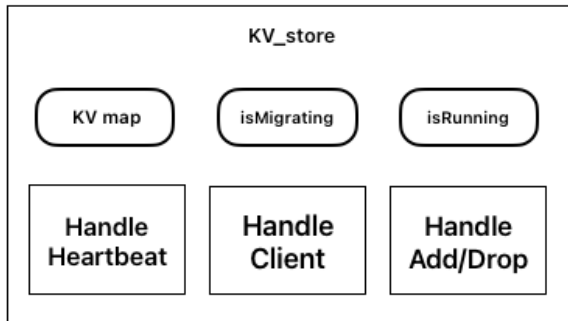 KV_store
KV map
isMigrating
isRunning
Handle
Heartbeat
Handle
Client
Handle
Add/Drop